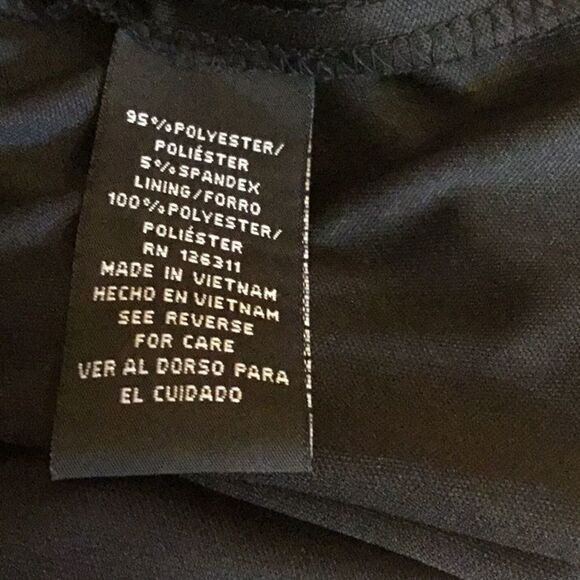 95%POLYESTER/
POLIÉSTER
5%SPANDEX
LINING/FORRO
100%POLYESTER/
POLIÉSTER
RN 126311
MADE IN VIETNAM
HECHO EN VIETNAM
SEE REVERSE
FOR CARE
VER AL DORSO PARA
EL CUIDADO